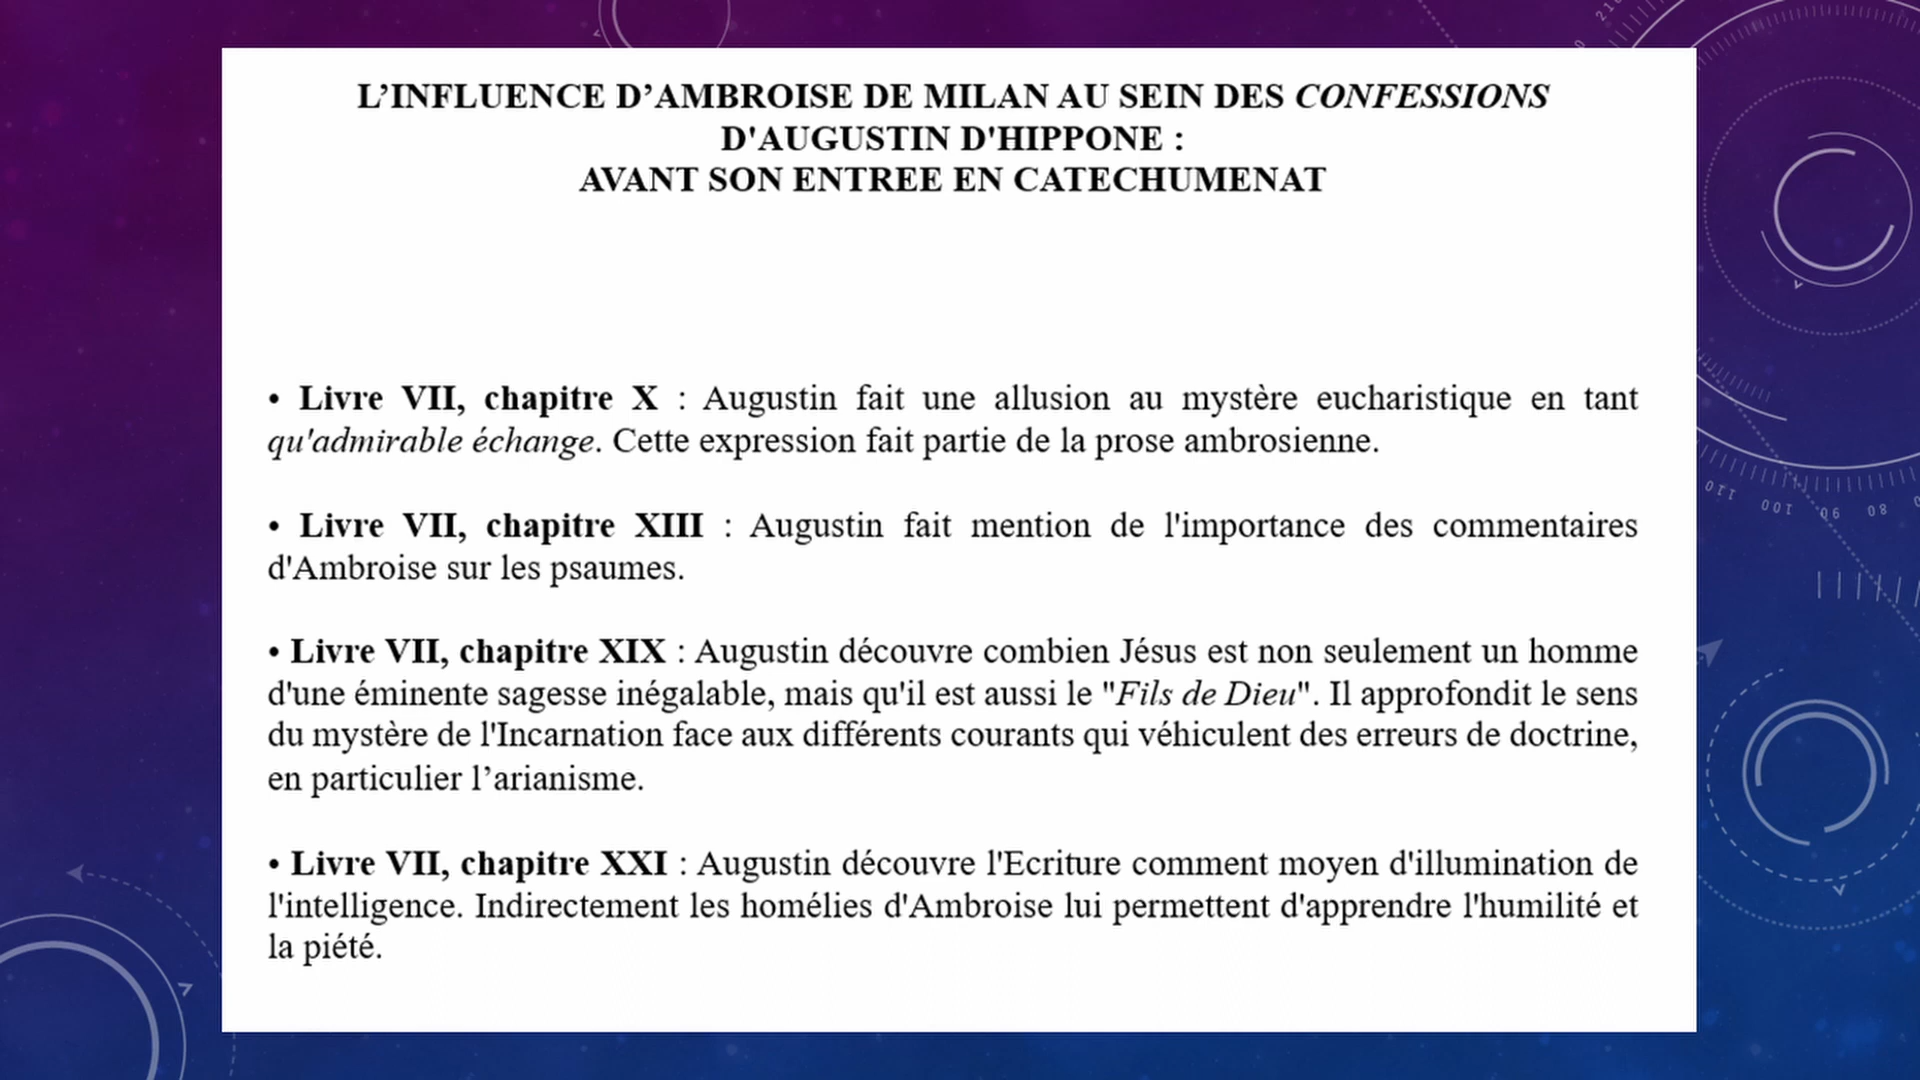 L’INFLUENCE D’AMBROISE DE MILAN AU SEIN DES CONFESSIONS
D'AUGUSTIN D'HIPPONE :
AVANT SON ENTREE EN CATECHUMENAT
• Livre VII, chapitre X : Augustin fait une allusion au mystère eucharistique en tant
qu'admirable échange. Cette expression fait partie de la prose ambrosienne.
• Livre VII, chapitre XIII : Augustin fait mention de l'importance des commentaires
d'Ambroise sur les psaumes.
• Livre VII, chapitre XIX : Augustin découvre combien Jésus est non seulement un homme
d'une éminente sagesse inégalable, mais qu'il est aussi le "Fils de Dieu". Il approfondit le sens
du mystère de l'Incarnation face aux différents courants qui véhiculent des erreurs de doctrine,
en particulier l’arianisme.
• Livre VII, chapitre XXI : Augustin découvre l'Ecriture comment moyen d'illumination de
l'intelligence. Indirectement les homélies d'Ambroise lui permettent d'apprendre l'humilité et
la piété.
110
100
90
80